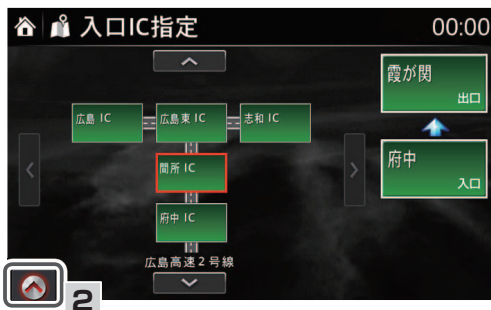 入口IC指定
00:00
霞が関
出口
府中
入口
広島 IC
広島東 IC
志和 IC
間所 IC
府中 IC
広島高速2号線
2